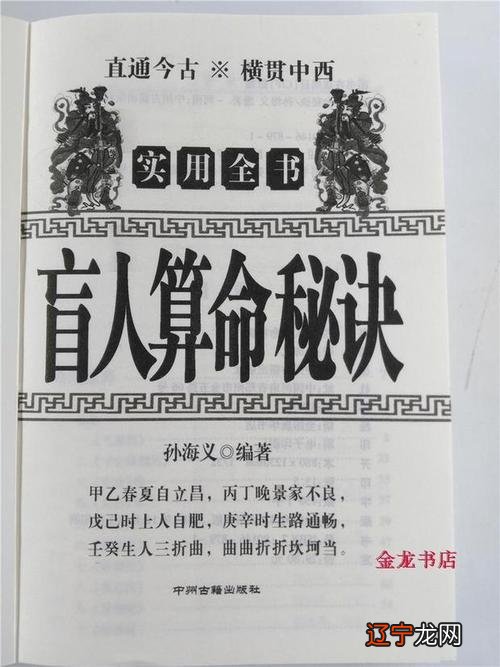 直通今古 ※ 横贯中西
实用全书
盲人算命秘诀
孙海义◎编著
甲乙春夏自立昌，丙丁晚景家不良，
戊己时上人自肥，庚辛时生路通畅，
壬癸生人三折曲，曲曲折折坎坷当。
金龙书店
中州古籍出版社
辽宁龙网